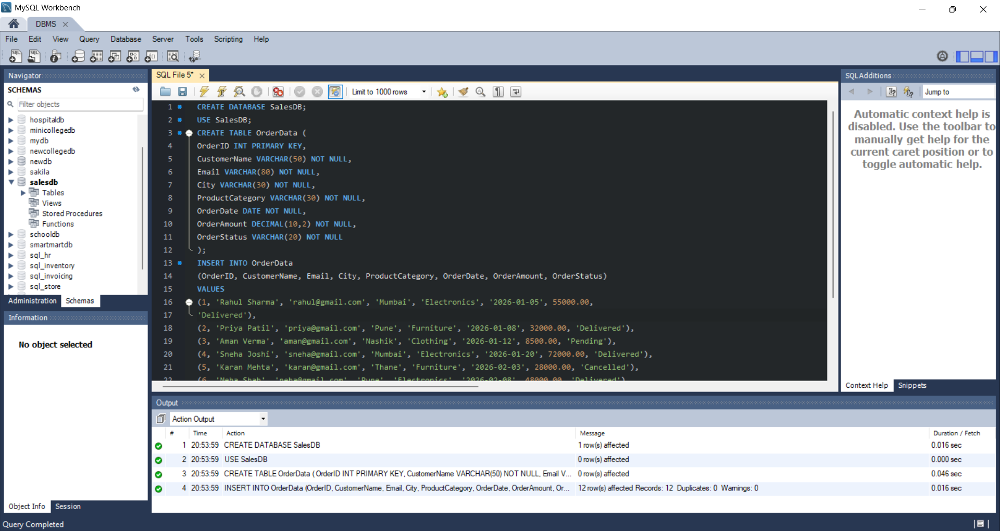 MySQL Workbench
DBMS
File Edit View Query Database Server Tools Scripting Help
Navigator
SCHEMAS
Filter objects
hospitaldb
minicollegedb
mydb
newcollegedb
newdb
sakila
salesdb
Tables
Views
Stored Procedures
Functions
schooldb
smartmartdb
sql_hr
sql_inventory
sql_invoicing
sql_store
Administration Schemas
Information
No object selected
Object Info Session
SQL File 5*
Limit to 1000 rows
1 CREATE DATABASE SalesDB;
2 USE SalesDB;
3 CREATE TABLE OrderData (
4 OrderID INT PRIMARY KEY,
5 CustomerName VARCHAR(50) NOT NULL,
6 Email VARCHAR(80) NOT NULL,
7 City VARCHAR(30) NOT NULL,
8 ProductCategory VARCHAR(30) NOT NULL,
9 OrderDate DATE NOT NULL,
10 OrderAmount DECIMAL(10,2) NOT NULL,
11 OrderStatus VARCHAR(20) NOT NULL
12 );
13 INSERT INTO OrderData
14 (OrderID, CustomerName, Email, City, ProductCategory, OrderDate, OrderAmount, OrderStatus)
15 VALUES
16 (1, 'Rahul Sharma', 'rahul@gmail.com', 'Mumbai', 'Electronics', '2026-01-05', 55000.00,
17 'Delivered'),
18 (2, 'Priya Patil', 'priya@gmail.com', 'Pune', 'Furniture', '2026-01-08', 32000.00, 'Delivered'),
19 (3, 'Aman Verma', 'aman@gmail.com', 'Nashik', 'Clothing', '2026-01-12', 8500.00, 'Pending'),
20 (4, 'Sneha Joshi', 'sneha@gmail.com', 'Mumbai', 'Electronics', '2026-01-20', 72000.00, 'Delivered'),
21 (5, 'Karan Mehta', 'karan@gmail.com', 'Thane', 'Furniture', '2026-02-03', 28000.00, 'Cancelled'),
22 (6, 'Neha Shah', 'neha@gmail.com', 'Pune', 'Electronics', '2026-02-08', 48000.00, 'Delivered')
SQLAdditions
Jump to
Automatic context help is
disabled. Use the toolbar to
manually get help for the
current caret position or to
toggle automatic help.
Context Help Snippets
Output
Action Output
# Time Action Message Duration / Fetch
1 20:53:59 CREATE DATABASE SalesDB 1 row(s) affected 0.016 sec
2 20:53:59 USE SalesDB 0 row(s) affected 0.000 sec
3 20:53:59 CREATE TABLE OrderData ( OrderID INT PRIMARY KEY, CustomerName VARCHAR(50) NOT NULL, Email V... 0 row(s) affected 0.046 sec
4 20:53:59 INSERT INTO OrderData (OrderID, CustomerName, Email, City, ProductCategory, OrderDate, OrderAmount, Or... 12 row(s) affected Records: 12 Duplicates: 0 Warnings: 0 0.016 sec
Query Completed